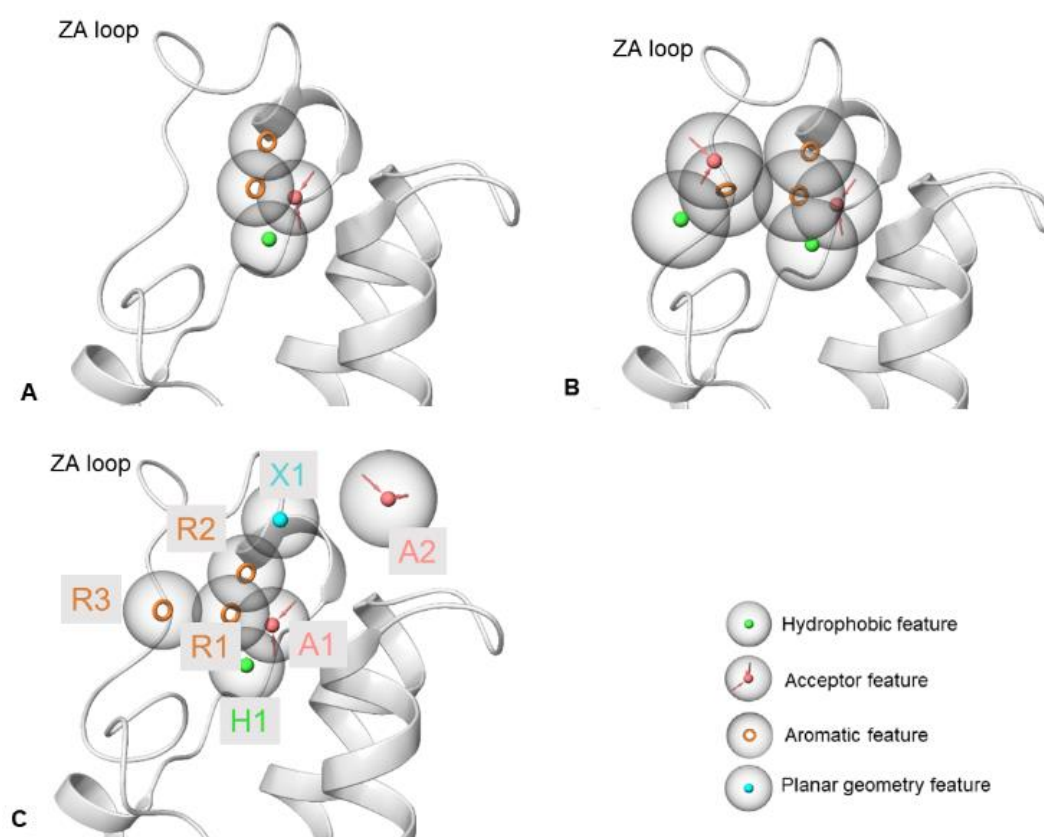 ZA loop
ZA loop
A
B
ZA loop
X1
R2
A2
R3
R1
A1
H1
Hydrophobic feature
Acceptor feature
Aromatic feature
Planar geometry feature
C